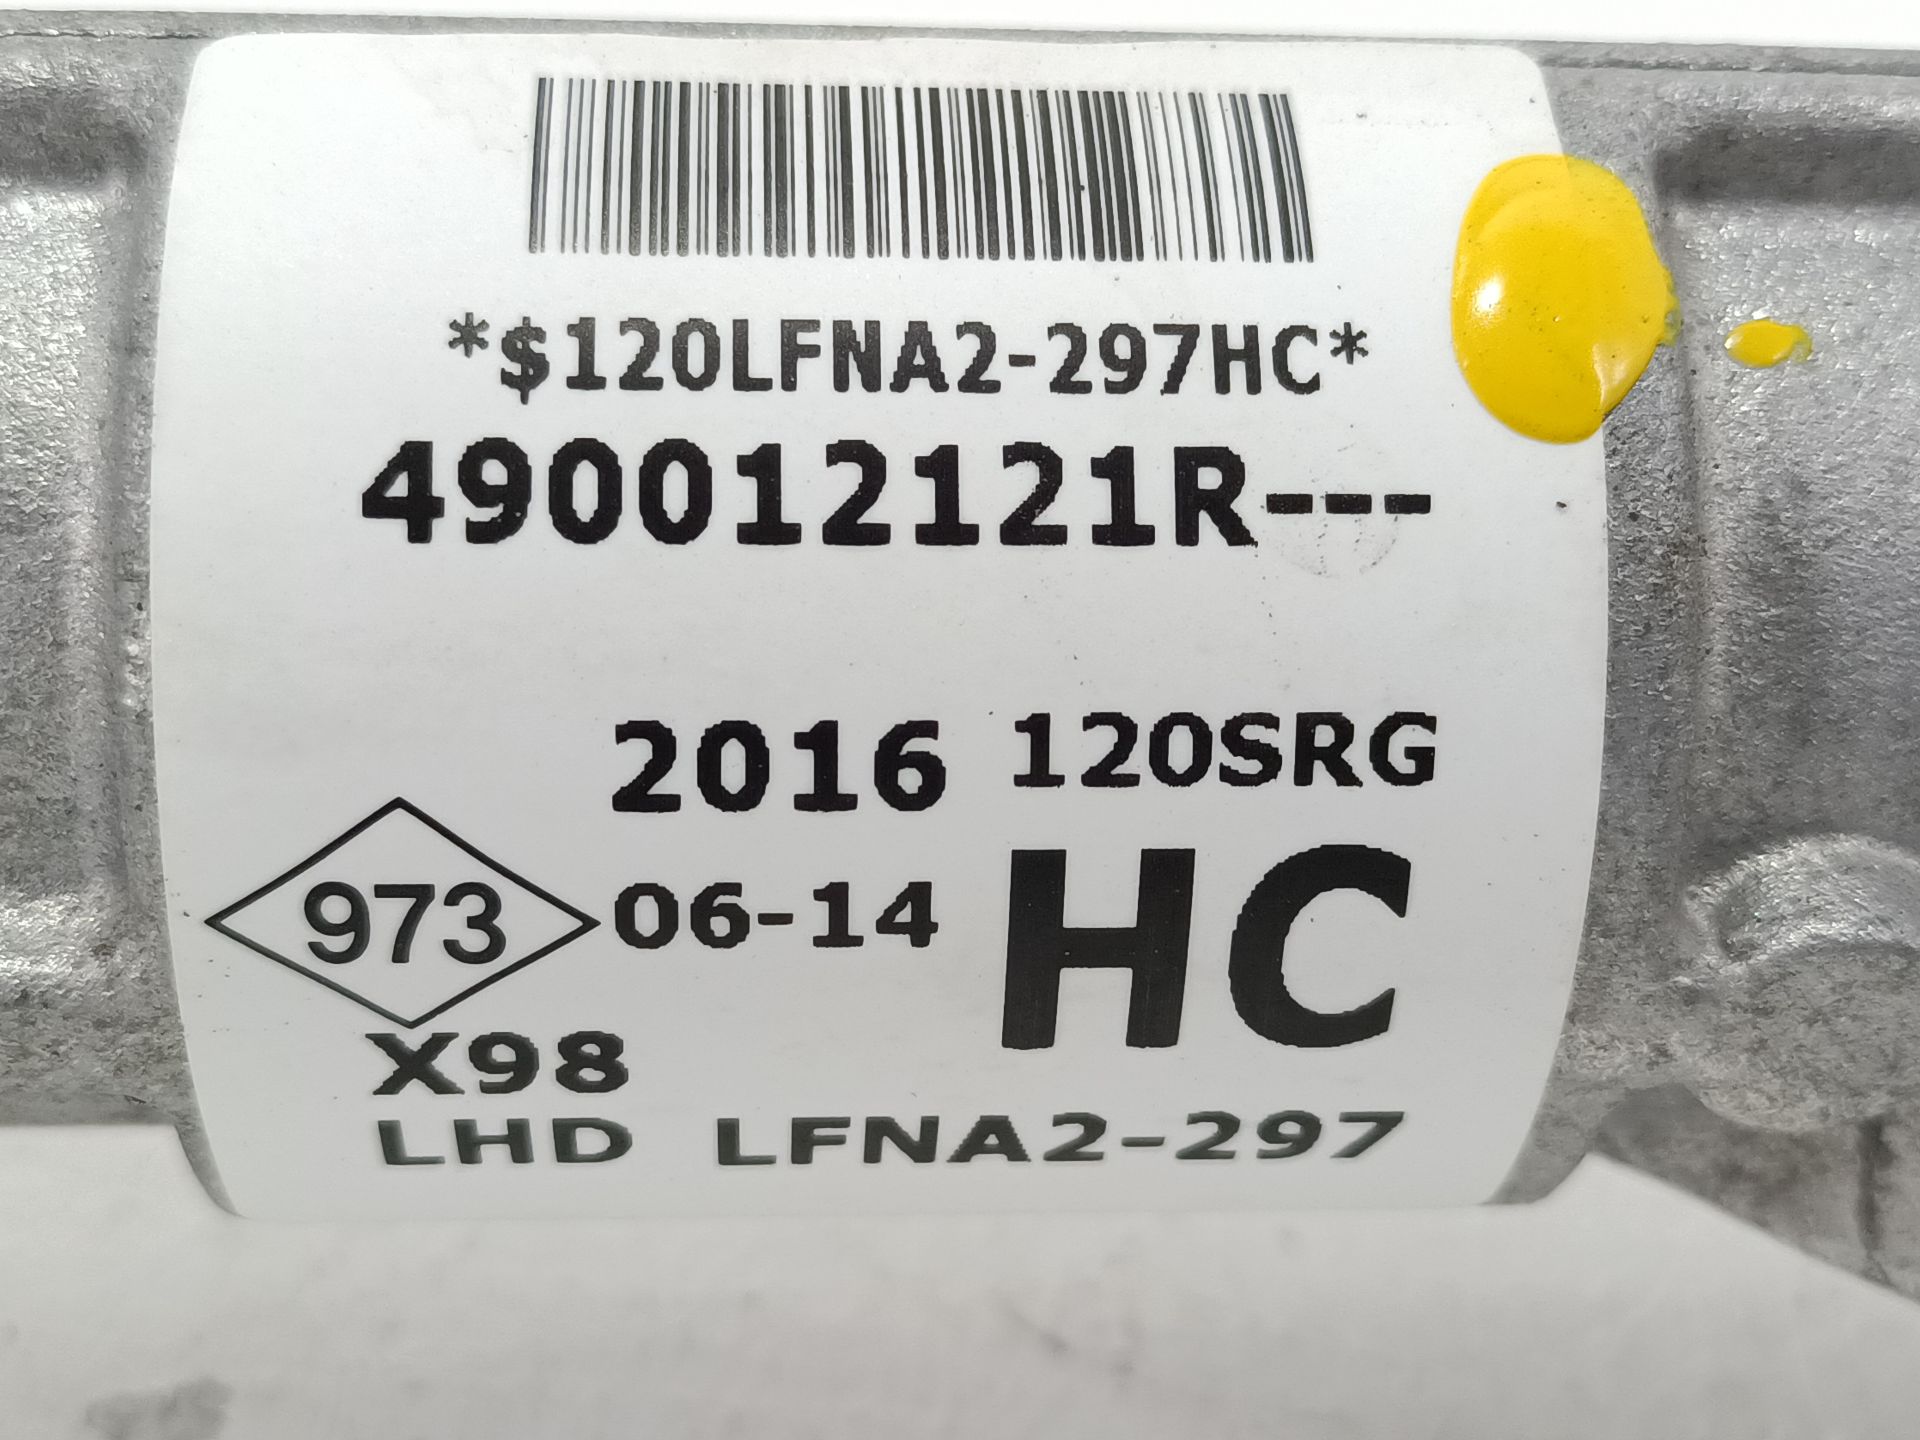 *$120LFNA2-297HC*
490012121R---
2016 120SRG
973 06-14 HC
X98
LHD LFNA2-297